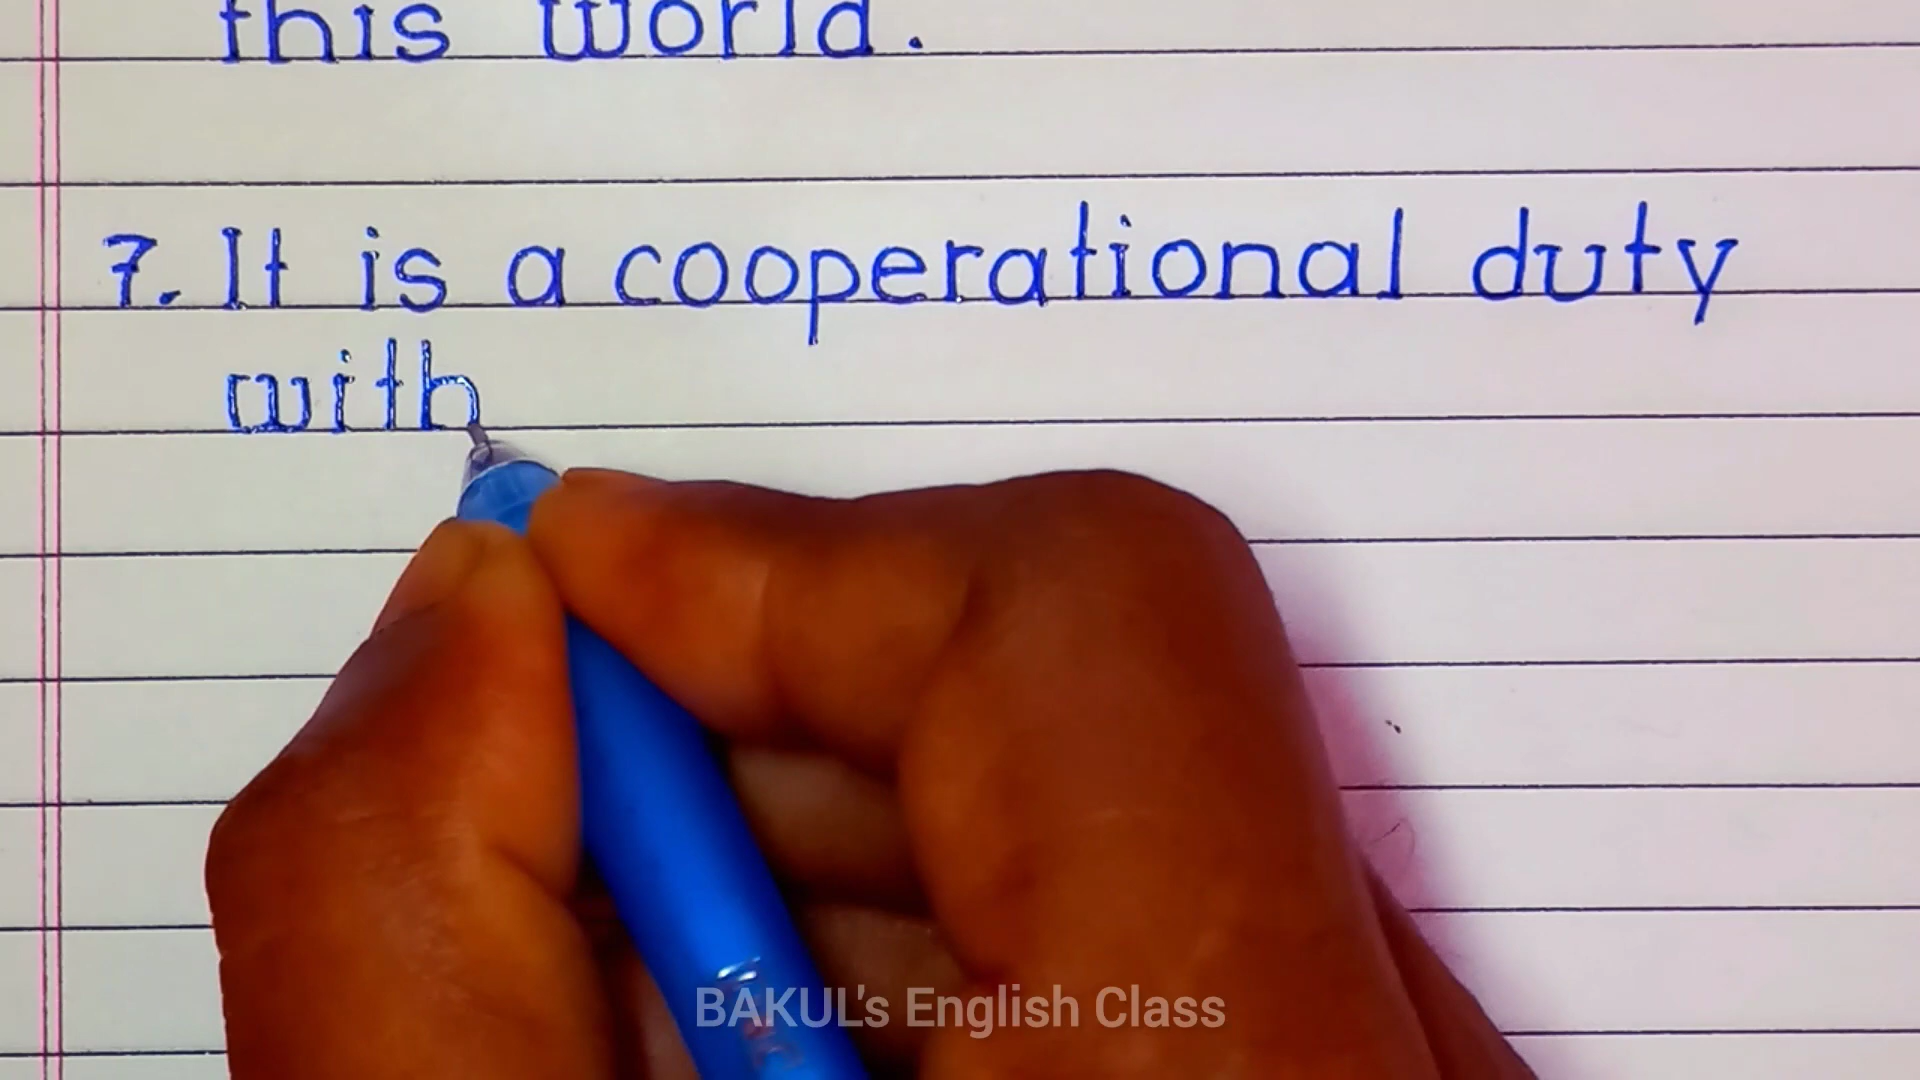 this world.
7. It is a cooperational duty
with
BAKUL's English Class